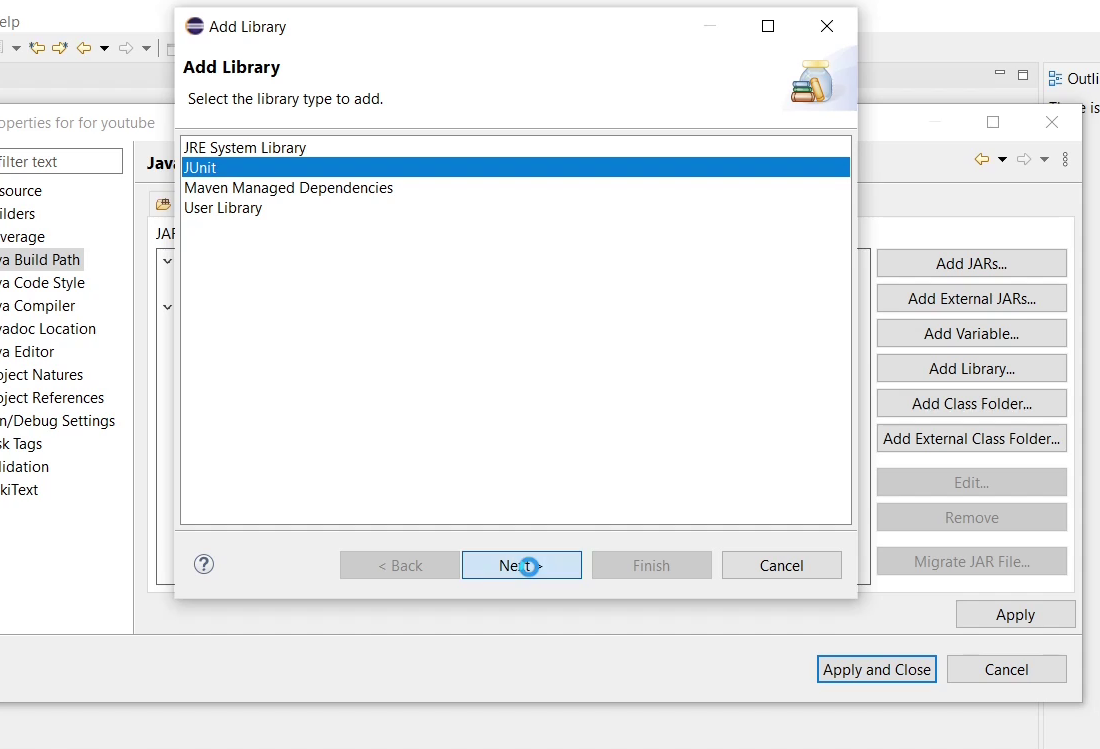 elp
Add Library
Add Library
Select the library type to add.
Outli
e is
operties for for youtube
ilter text
Java
source
ilders
verage
va Build Path
va Code Style
va Compiler
vadoc Location
va Editor
oject Natures
oject References
n/Debug Settings
sk Tags
lidation
kiText
JAR
JRE System Library
JUnit
Maven Managed Dependencies
User Library
Add JARs...
Add External JARs...
Add Variable...
Add Library...
Add Class Folder...
Add External Class Folder...
Edit...
Remove
Migrate JAR File...
?
< Back
Next >
Finish
Cancel
Apply
Apply and Close
Cancel